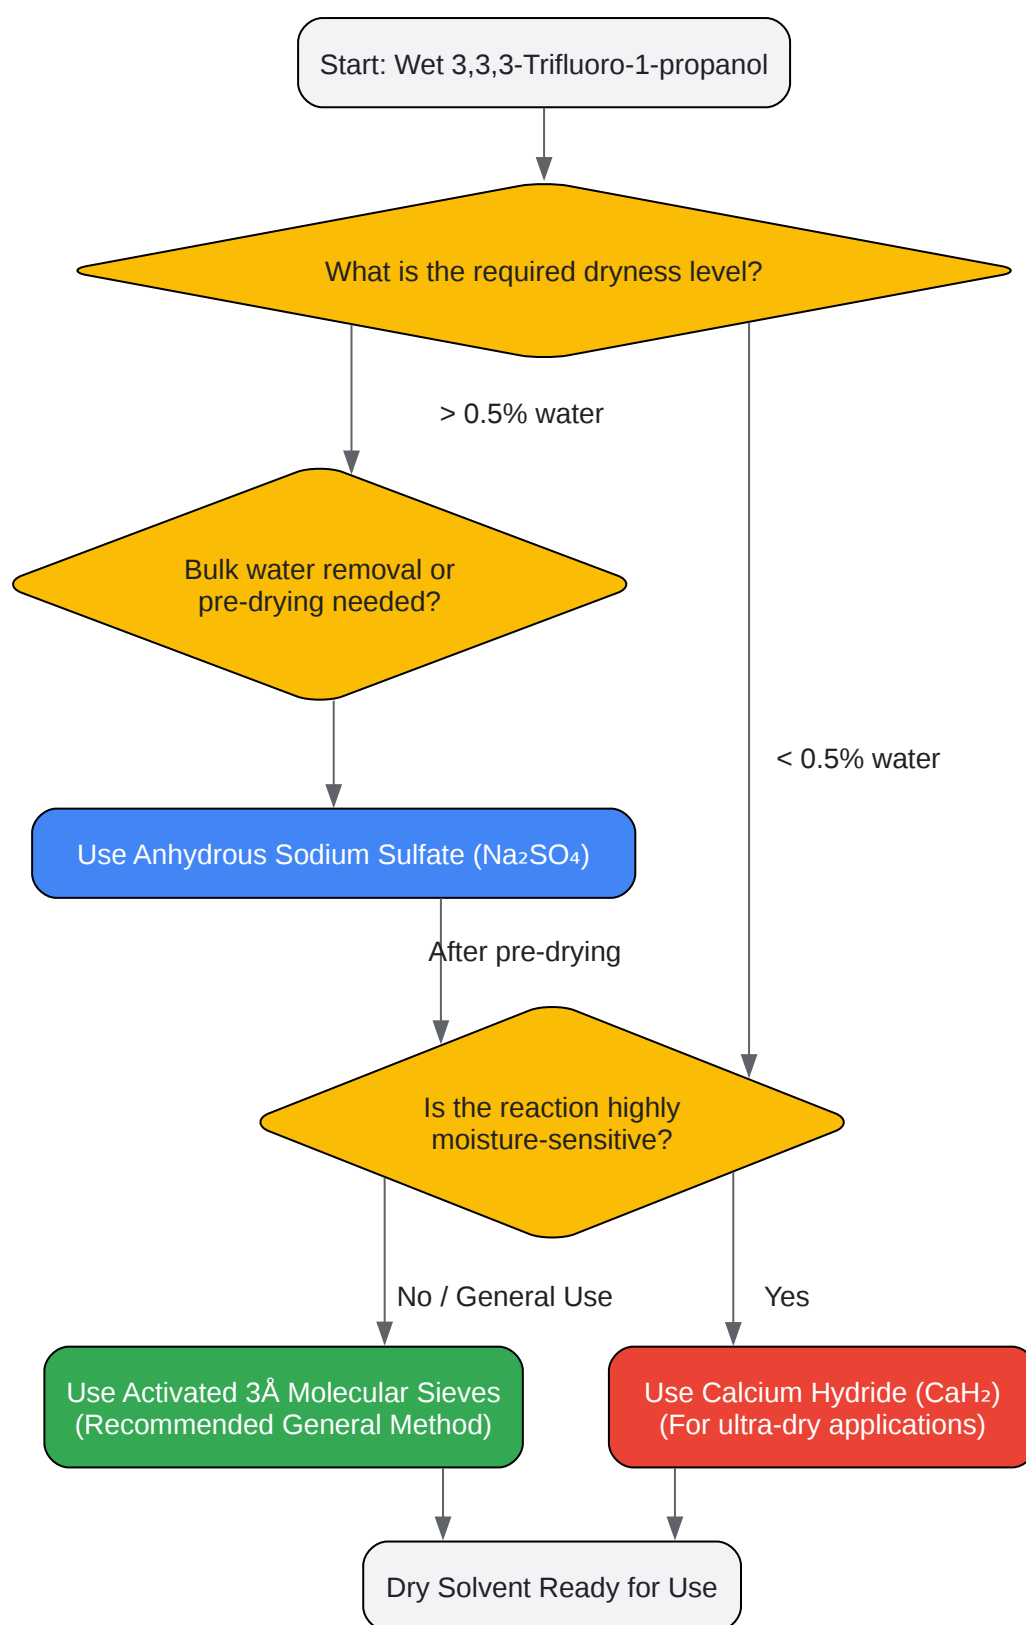 Start: Wet 3,3,3-Trifluoro-1-propanol
What is the required dryness level?
> 0.5% water
Bulk water removal or
pre-drying needed?
< 0.5% water
Use Anhydrous Sodium Sulfate (Na₂SO₄)
After pre-drying
Is the reaction highly
moisture-sensitive?
No / General Use
Yes
Use Activated 3Å Molecular Sieves
(Recommended General Method)
Use Calcium Hydride (CaH₂)
(For ultra-dry applications)
Dry Solvent Ready for Use